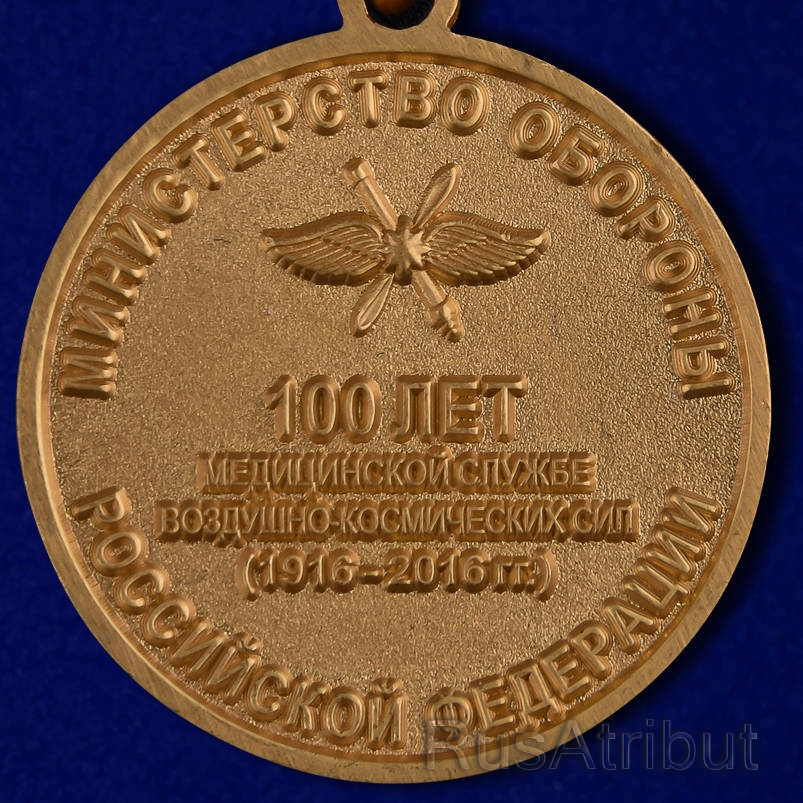 МИНИСТЕРСТВО ОБОРОНЫ
100 ЛЕТ
МЕДИЦИНСКОЙ СЛУЖБЕ
ВОЗДУШНО-КОСМИЧЕСКИХ СИЛ
(1916-2016 гг.)
РОССИЙСКОЙ ФЕДЕРАЦИИ
RusAtribut